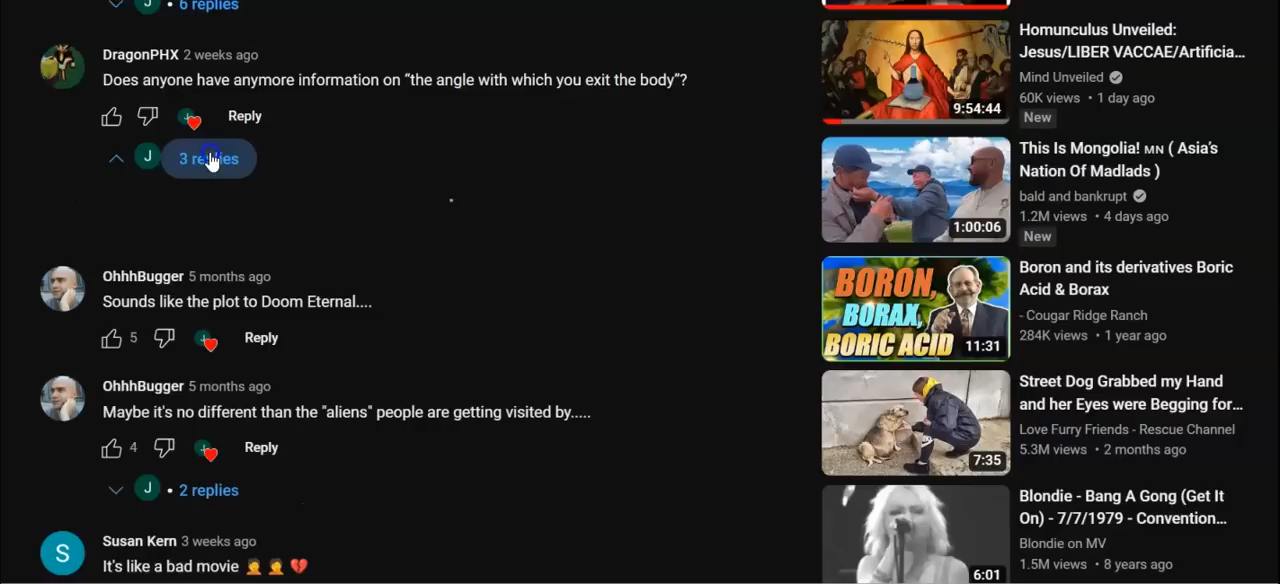 6 replies
DragonPHX 2 weeks ago
Does anyone have anymore information on “the angle with which you exit the body”?
Reply
J 3 replies
OhhhBugger 5 months ago
Sounds like the plot to Doom Eternal....
5 Reply
OhhhBugger 5 months ago
Maybe it's no different than the "aliens" people are getting visited by.....
4 Reply
J • 2 replies
S
Susan Kern 3 weeks ago
It's like a bad movie
9:54:44
Homunculus Unveiled:
Jesus/LIBER VACCAE/Artificia...
Mind Unveiled
60K views • 1 day ago
New
1:00:06
This Is Mongolia! MN ( Asia’s
Nation Of Madlads )
bald and bankrupt
1.2M views • 4 days ago
New
BORON,
BORAX,
BORIC ACID
11:31
Boron and its derivatives Boric
Acid & Borax
- Cougar Ridge Ranch
284K views • 1 year ago
7:35
Street Dog Grabbed my Hand
and her Eyes were Begging for...
Love Furry Friends - Rescue Channel
5.3M views • 2 months ago
6:01
Blondie - Bang A Gong (Get It
On) - 7/7/1979 - Convention...
Blondie on MV
1.5M views • 8 years ago